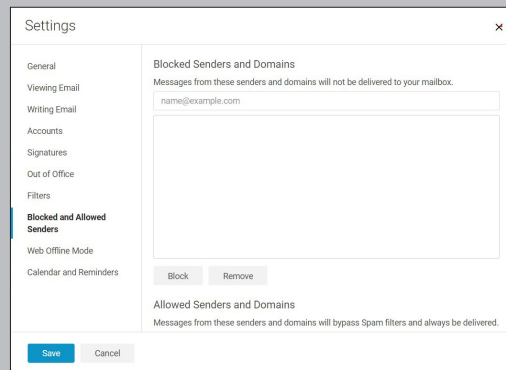 Settings
General
Viewing Email
Writing Email
Accounts
Signatures
Out of Office
Filters
Blocked and Allowed
Senders
Web Offline Mode
Calendar and Reminders
Blocked Senders and Domains
Messages from these senders and domains will not be delivered to your mailbox.
name@example.com
Block
Remove
Allowed Senders and Domains
Messages from these senders and domains will bypass Spam filters and always be delivered.
Save
Cancel